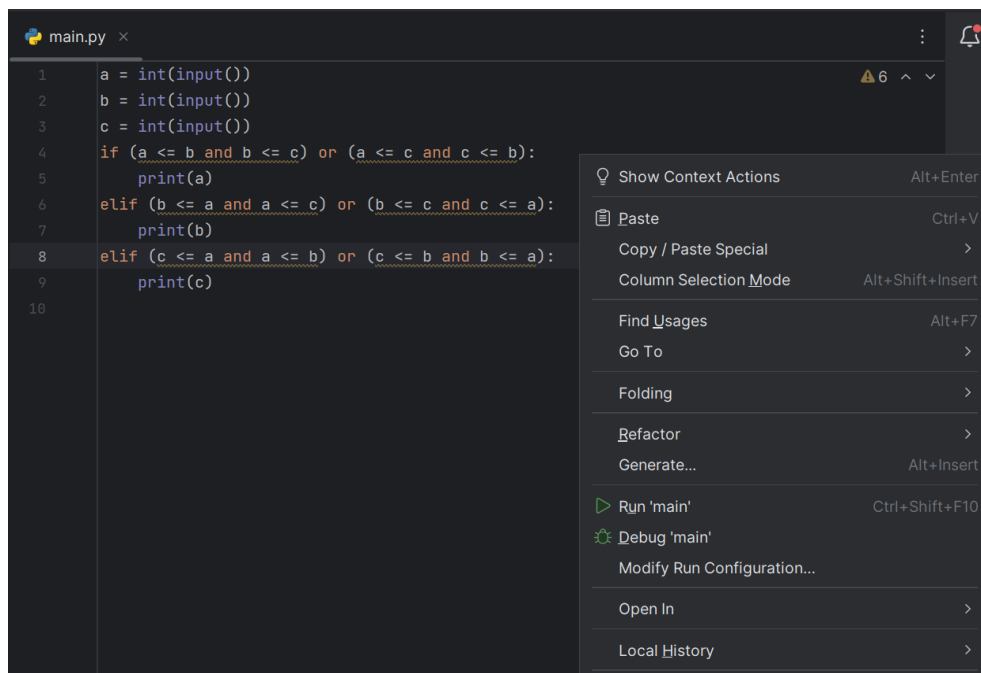 main.py
6
1 a = int(input())
2 b = int(input())
3 c = int(input())
4 if (a <= b and b <= c) or (a <= c and c <= b):
5     print(a)
6 elif (b <= a and a <= c) or (b <= c and c <= a):
7     print(b)
8 elif (c <= a and a <= b) or (c <= b and b <= a):
9     print(c)
10
Show Context Actions Alt+Enter
Paste Ctrl+V
Copy / Paste Special
Column Selection Mode Alt+Shift+Insert
Find Usages Alt+F7
Go To
Folding
Refactor
Generate... Alt+Insert
Run 'main' Ctrl+Shift+F10
Debug 'main'
Modify Run Configuration...
Open In
Local History